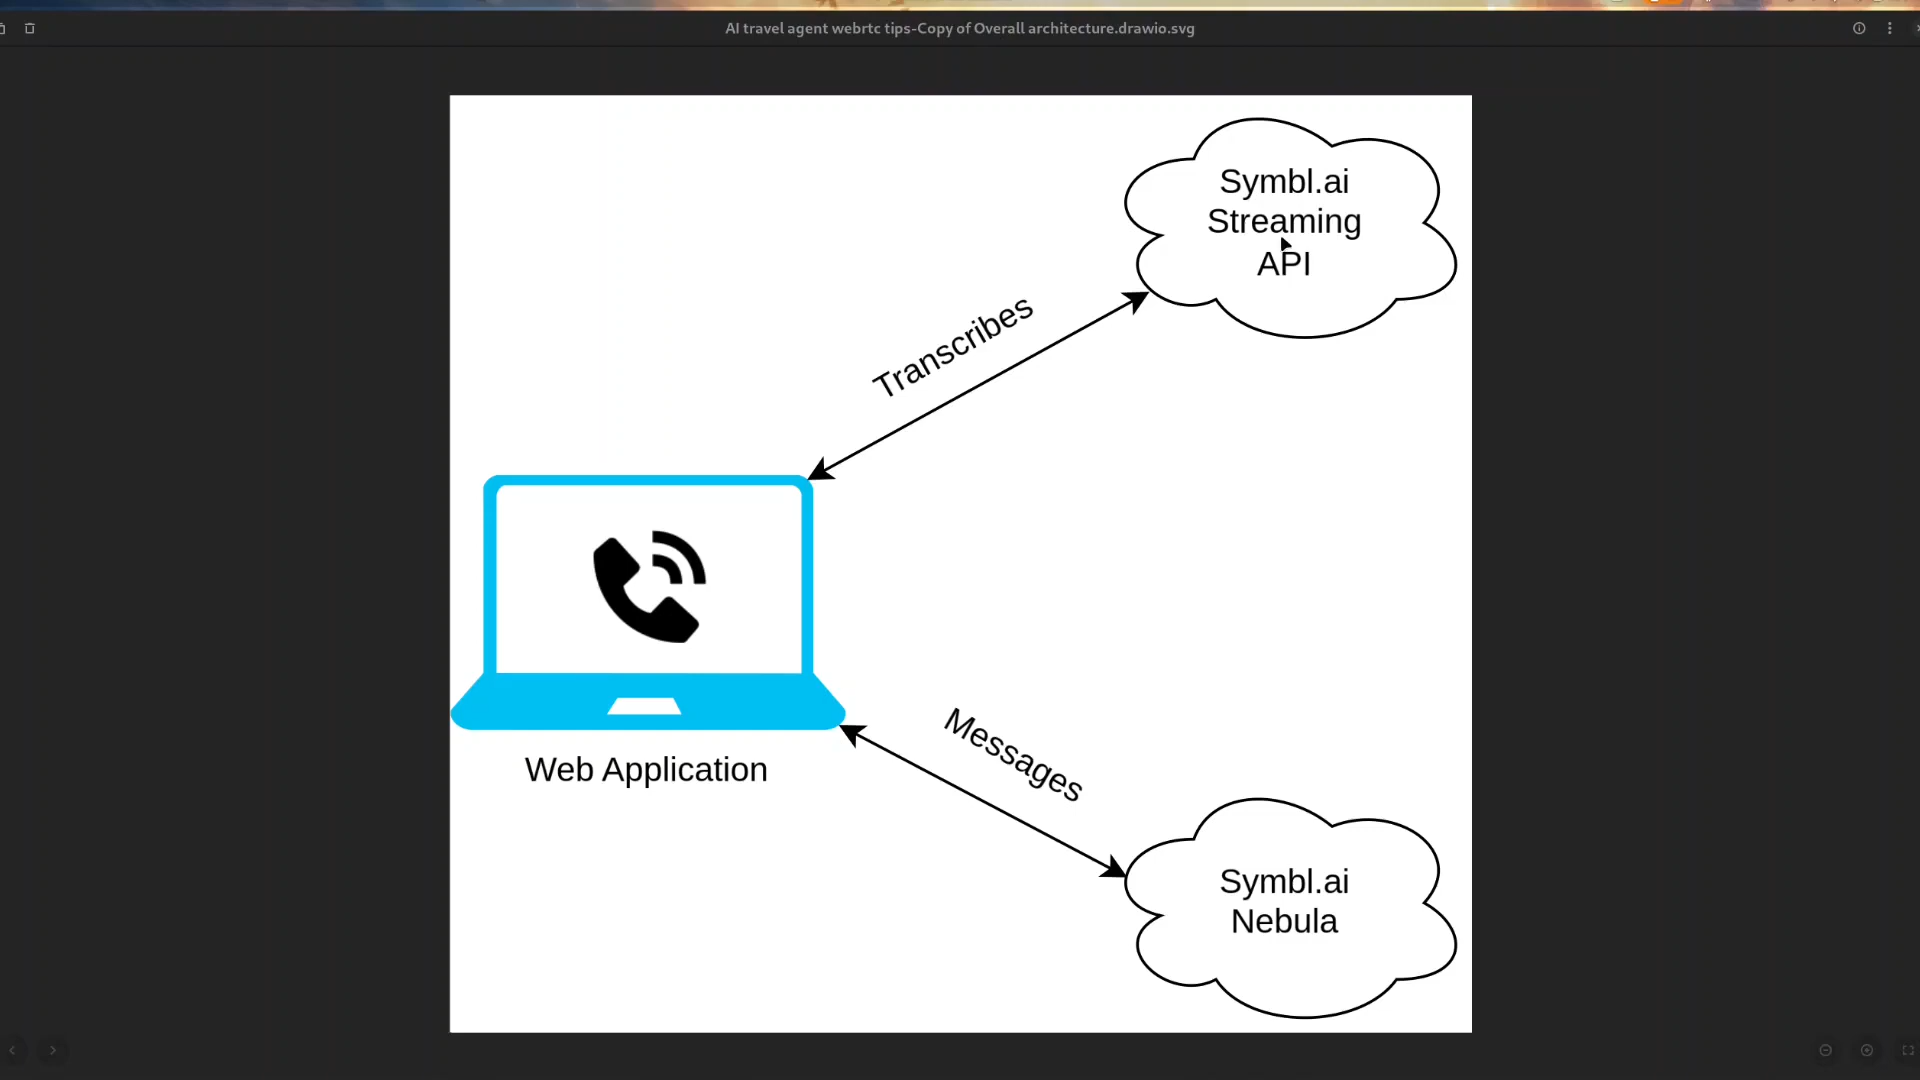 AI travel agent webrtc tips-Copy of Overall architecture.drawio.svg
Symbl.ai
Streaming
API
Transcribes
Web Application
Messages
Symbl.ai
Nebula